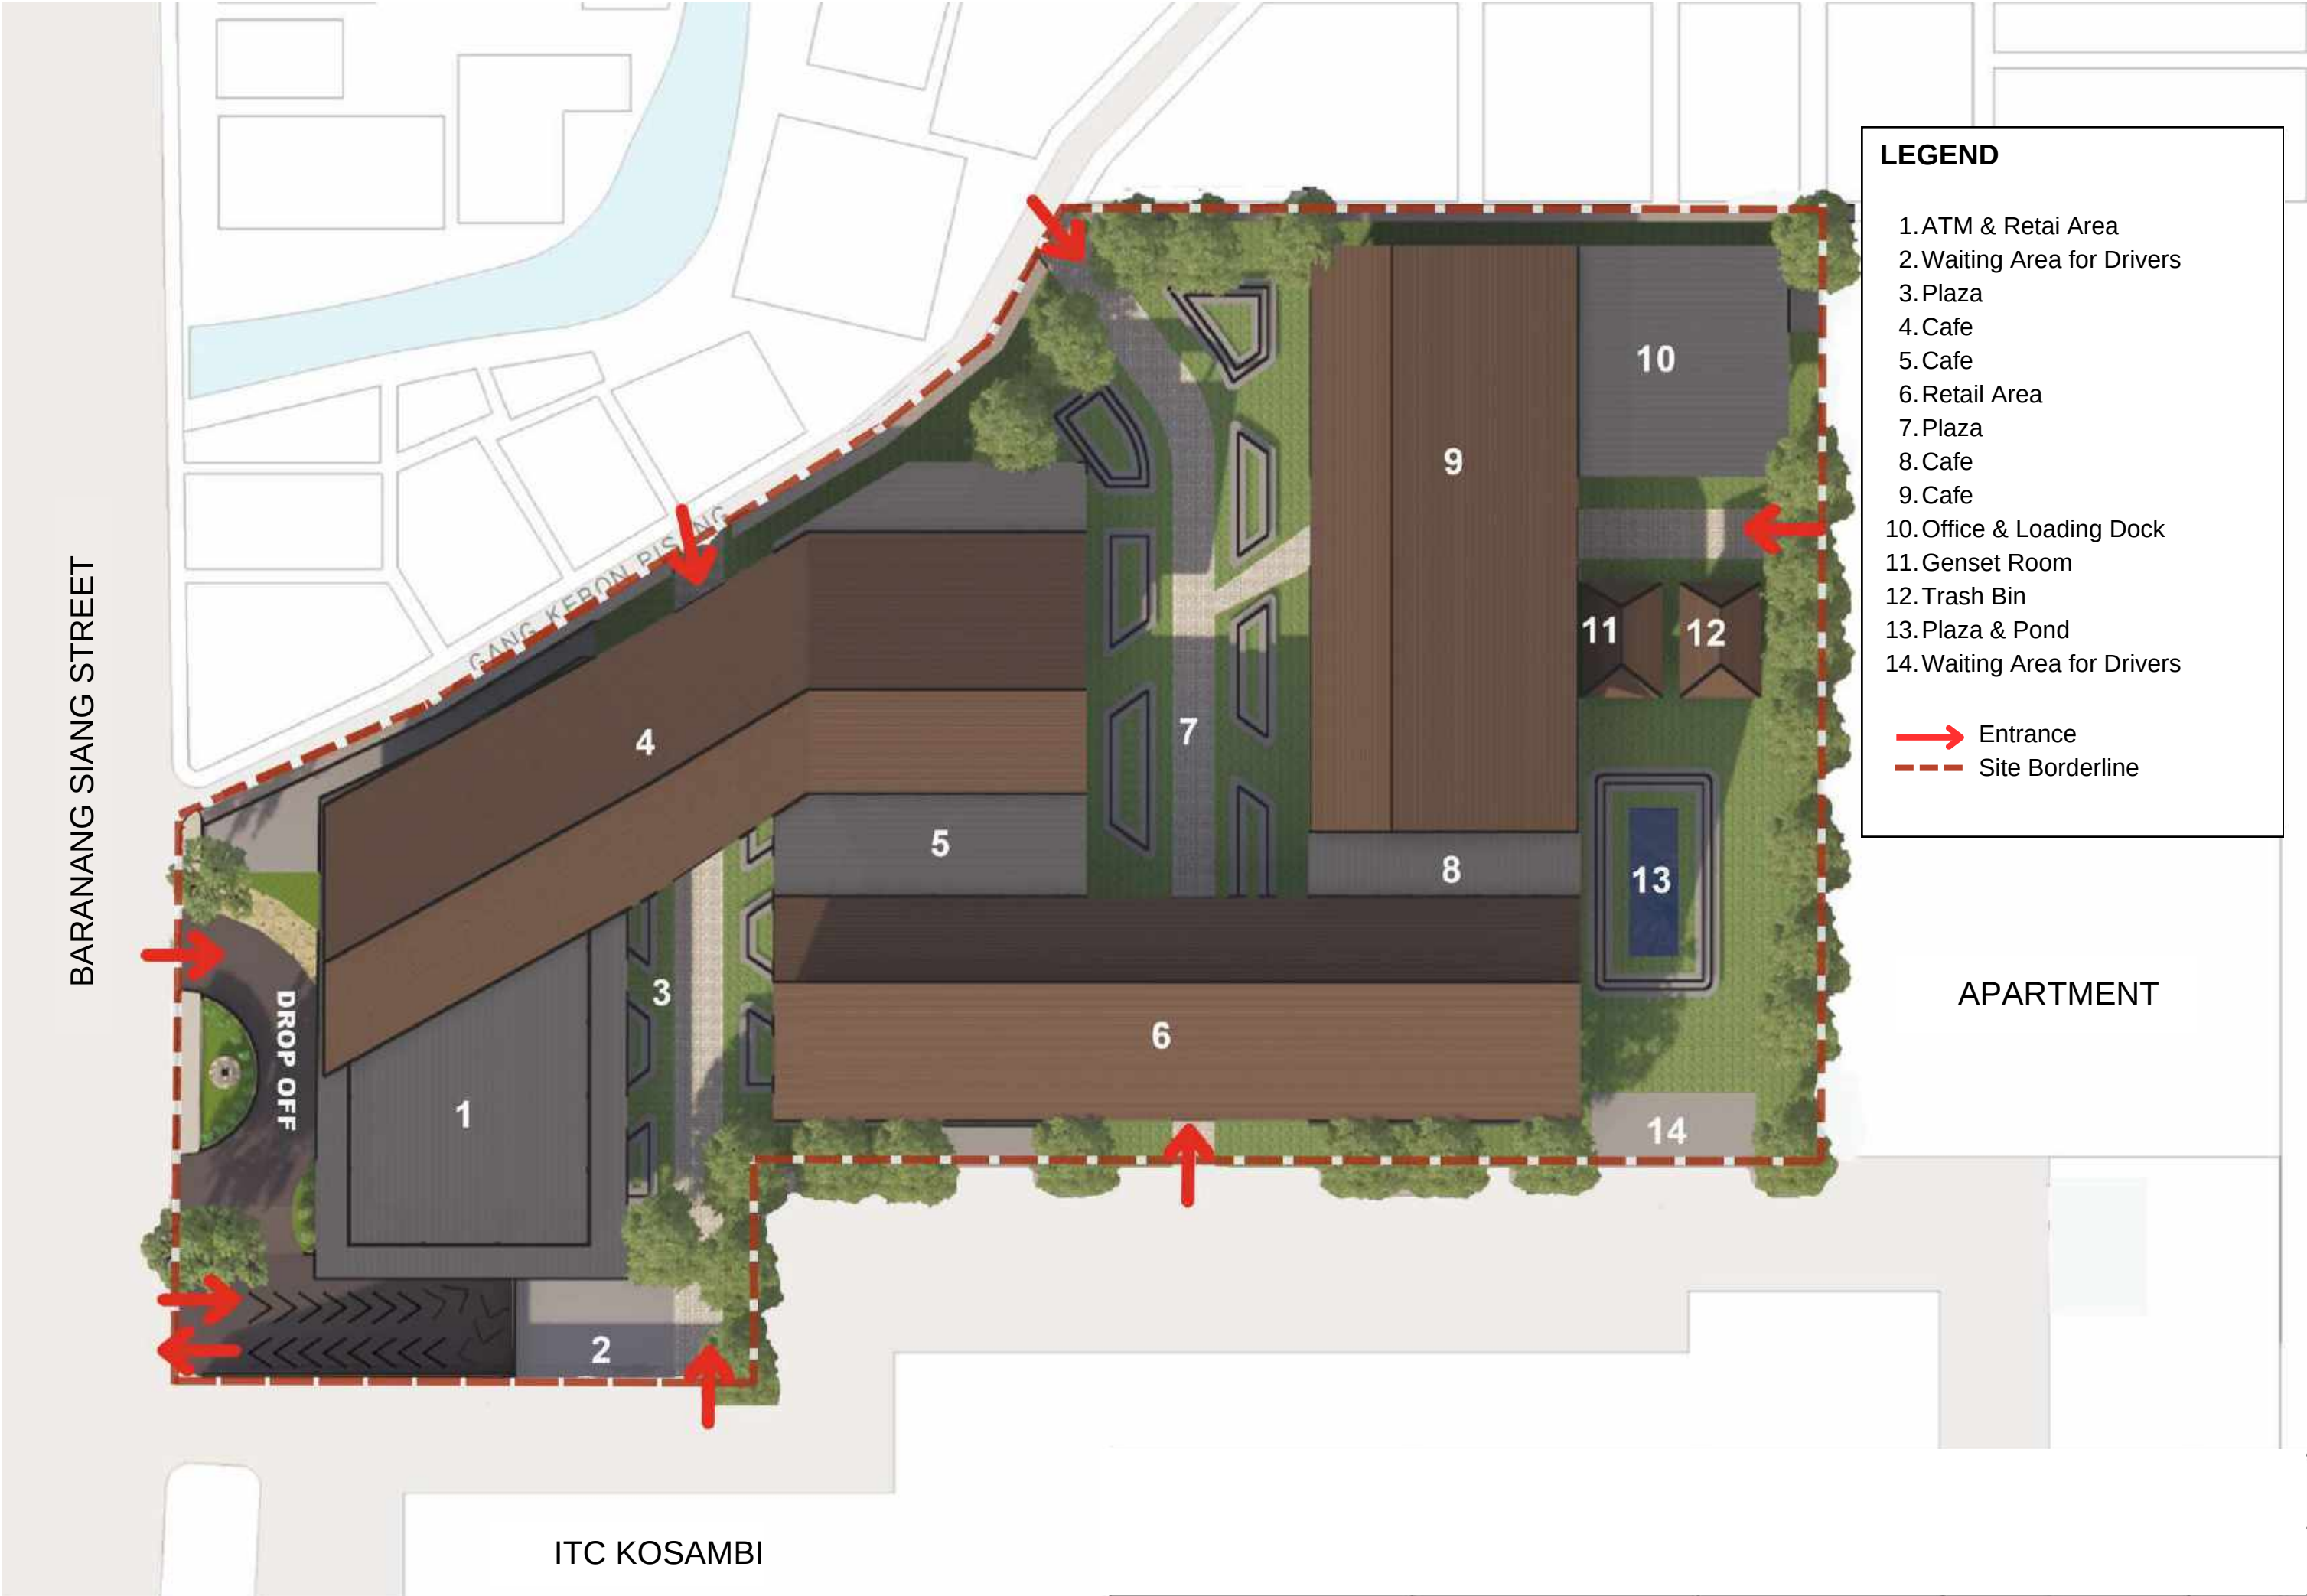 LEGEND
1. ATM & Retai Area
2. Waiting Area for Drivers
3. Plaza
4. Cafe
5. Cafe
6. Retail Area
7. Plaza
8. Cafe
9. Cafe
10. Office & Loading Dock
11. Genset Room
12. Trash Bin
13. Plaza & Pond
14. Waiting Area for Drivers
Entrance
Site Borderline
BARANANG SIANG STREET
GANG KEBON PISANG
DROP OFF
10
9
11
12
4
7
5
8
13
3
6
1
14
2
APARTMENT
ITC KOSAMBI